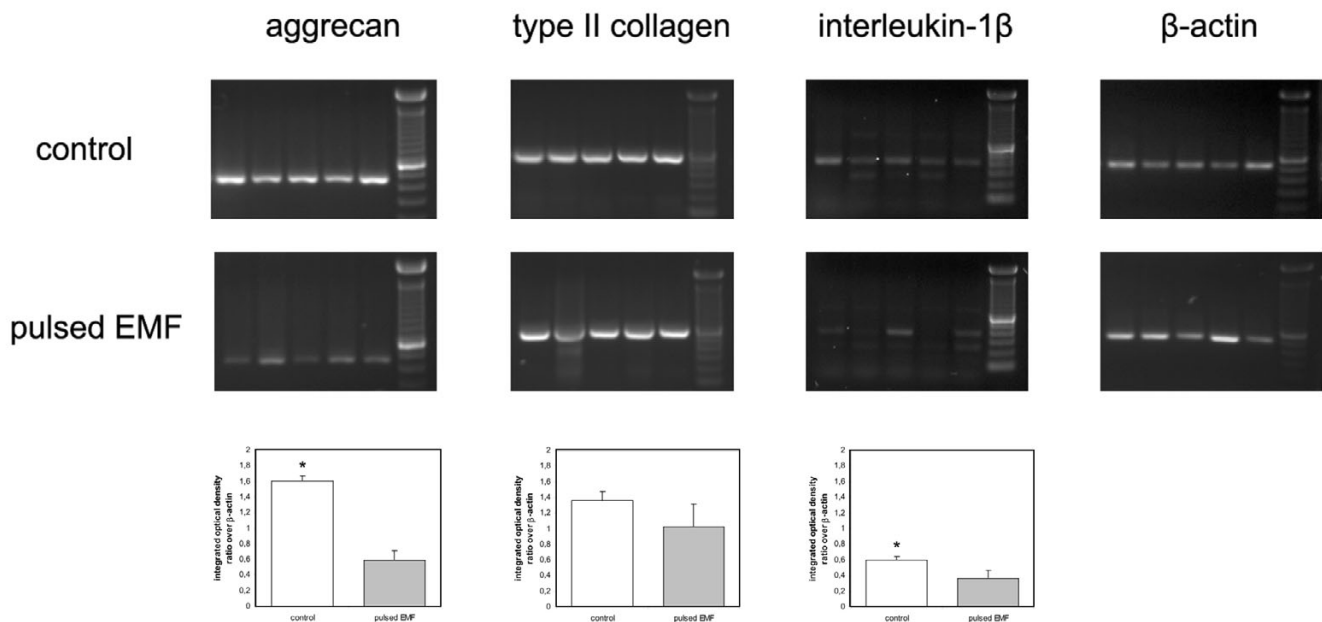 aggrecan type II collagen interleukin-1β β-actin
control
pulsed EMF
integrated optical density
ratio over β-actin
2
1,8
1,6
1,4
1,2
1
0,8
0,6
0,4
0,2
0
*
control pulsed EMF
integrated optical density
ratio over β-actin
2
1,8
1,6
1,4
1,2
1
0,8
0,6
0,4
0,2
0
control pulsed EMF
integrated optical density
ratio over β-actin
2
1,8
1,6
1,4
1,2
1
0,8
0,6
0,4
0,2
0
*
control pulsed EMF